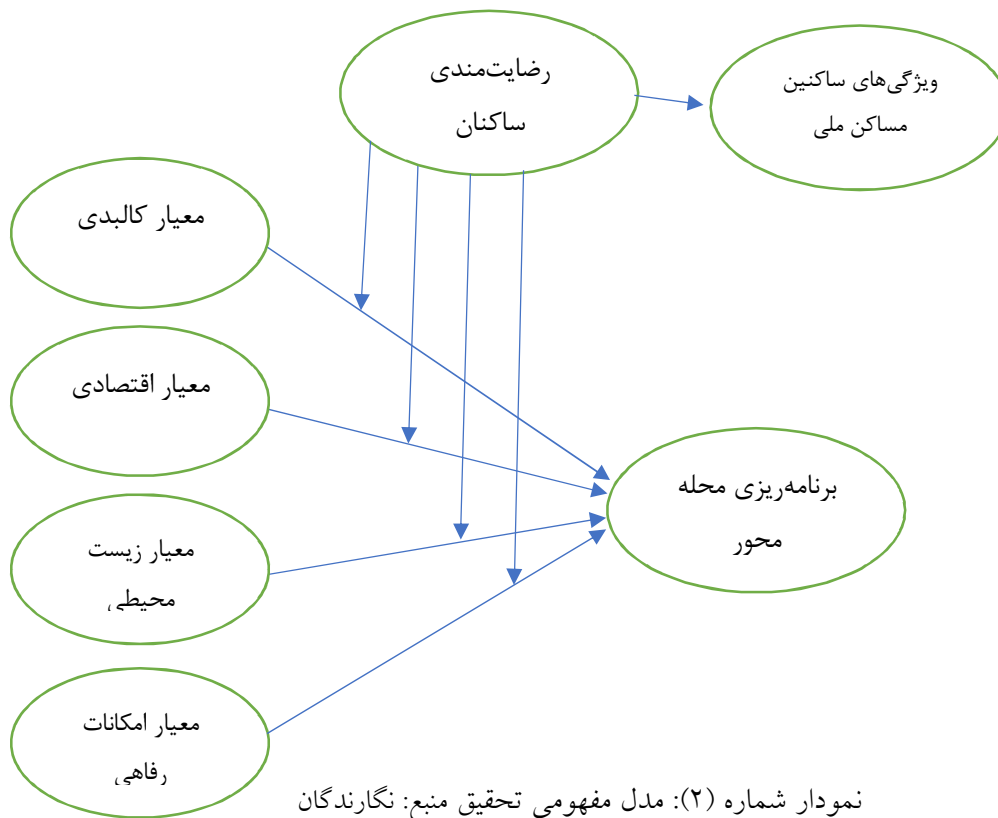 رضایت‌مندی
ساکنان
ویژگی‌های ساکنین
مساکن ملی
معیار کالبدی
معیار اقتصادی
معیار زیست
محیطی
معیار امکانات
رفاهی
برنامه‌ریزی محله
محور
نمودار شماره (۲): مدل مفهومی تحقیق منبع: نگارندگان